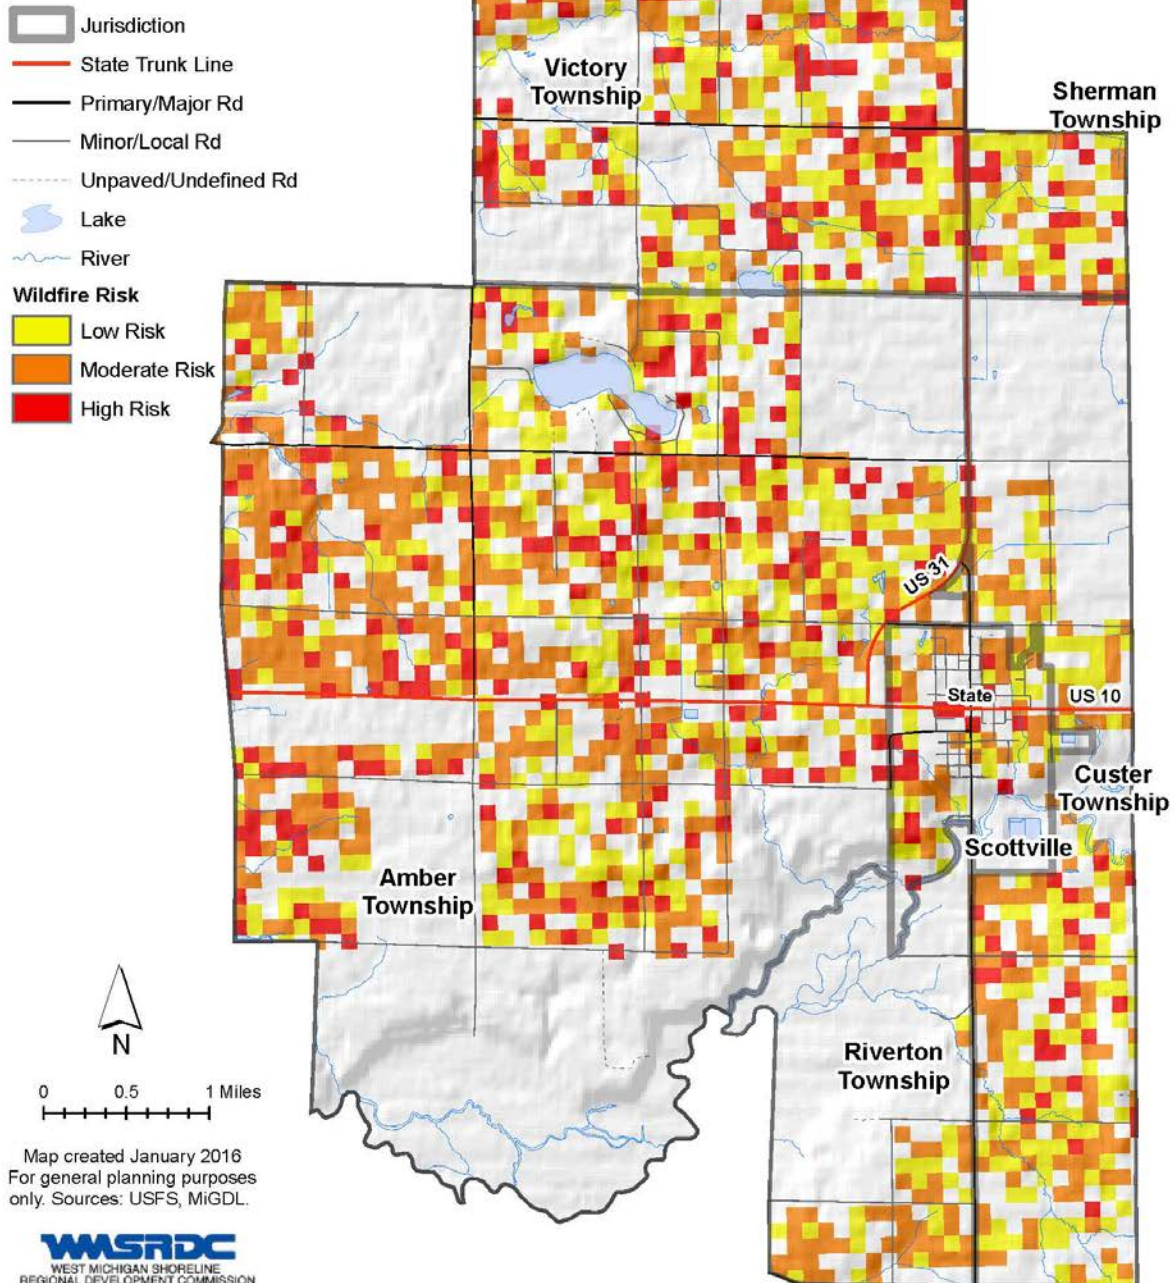 Jurisdiction
State Trunk Line
Primary/Major Rd
Minor/Local Rd
Unpaved/Undefined Rd
Lake
River
Wildfire Risk
Low Risk
Moderate Risk
High Risk
Victory
Township
Sherman
Township
US 31
State
US 10
Custer
Township
Scottville
Amber
Township
Riverton
Township
N
0 0.5 1 Miles
Map created January 2016
For general planning purposes
only. Sources: USFS, MiGDL.
WMSRDC
WEST MICHIGAN SHORELINE
REGIONAL DEVELOPMENT COMMISSION